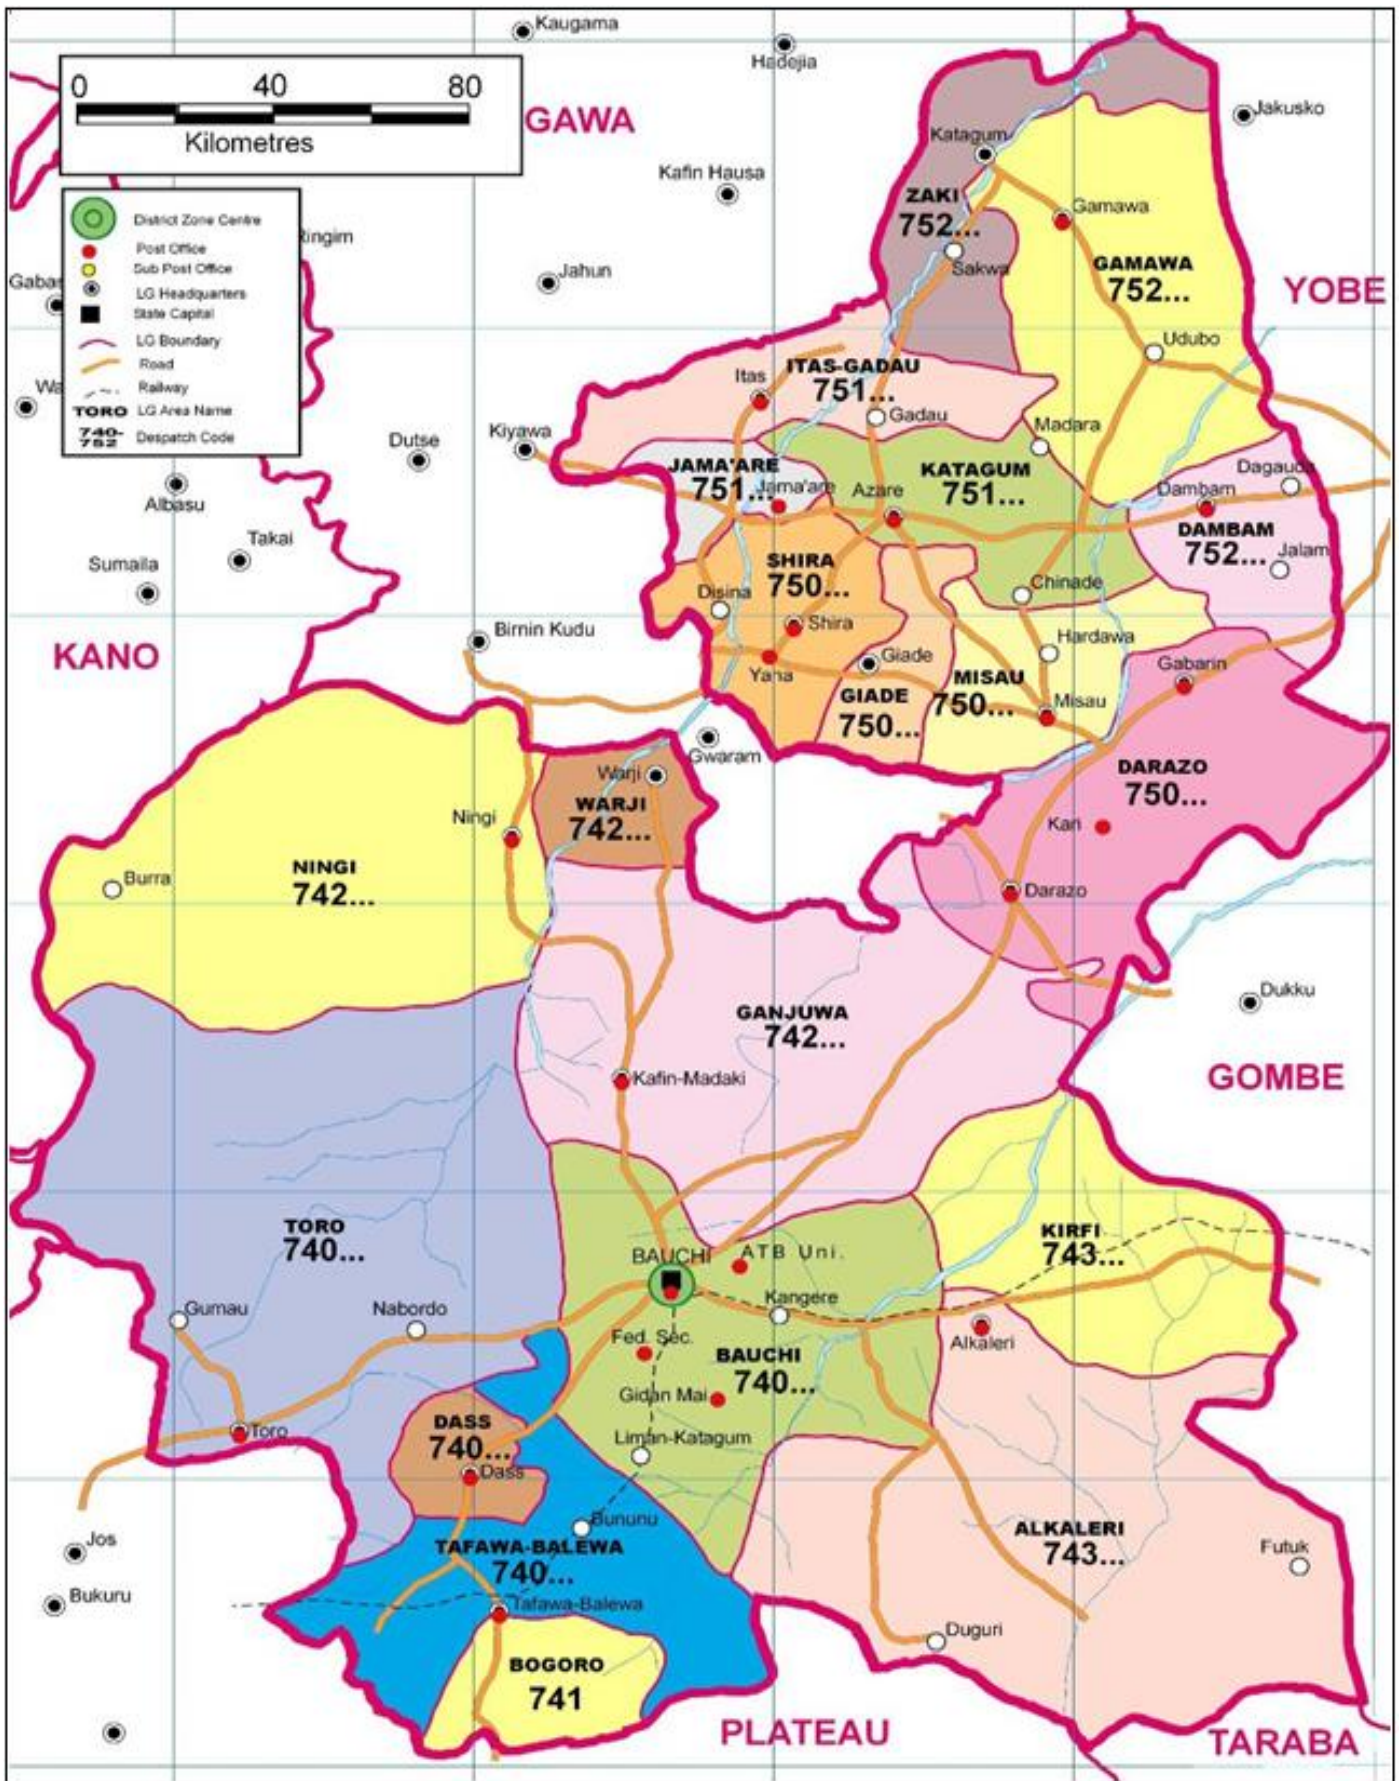 Kaugama
Hadejia
0 40 80
Kilometres
GAWA
Jakusko
Katagum
Kafin Hausa
ZAKI
752...
Gamawa
District Zone Centre
Post Office
Sub Post Office
LG Headquarters
State Capital
LG Boundary
Road
Railway
TORO LG Area Name
740-
752
Despatch Code
Ringim
Sakwa
GAMAWA
752...
Jahun
Gabas
YOBE
Udubo
ITAS-GADAU
751...
Itas
Wa
Gadau
Madara
Dutse
Kiyawa
JAMA'ARE
751...
Jama'are
Azare
KATAGUM
751...
Dagauda
Dambam
Albasu
DAMBAM
752...
Takai
Jalam
Sumaila
SHIRA
750...
Disina
Chinade
Shira
Birnin Kudu
Hardawa
KANO
Giade
Gabarin
Yana
MISAU
750...
GIADE
750...
Misau
Gwaram
DARAZO
750...
Warji
WARJI
742...
Ningi
Kari
NINGI
742...
Burra
Darazo
Dukku
GANJUWA
742...
Kafin-Madaki
GOMBE
TORO
740...
KIRFI
743...
BAUCHI
ATB Uni.
Gumau
Nabordo
Kangere
Fed. Sec.
Alkaleri
BAUCHI
740...
Gidan Mai
DASS
740...
Toro
Liman-Katagum
Dass
Bununu
ALKALERI
743...
Jos
TAFAWA-BALEWA
740...
Futuk
Bukuru
Tafawa-Balewa
Duguri
BOGORO
741
PLATEAU
TARABA